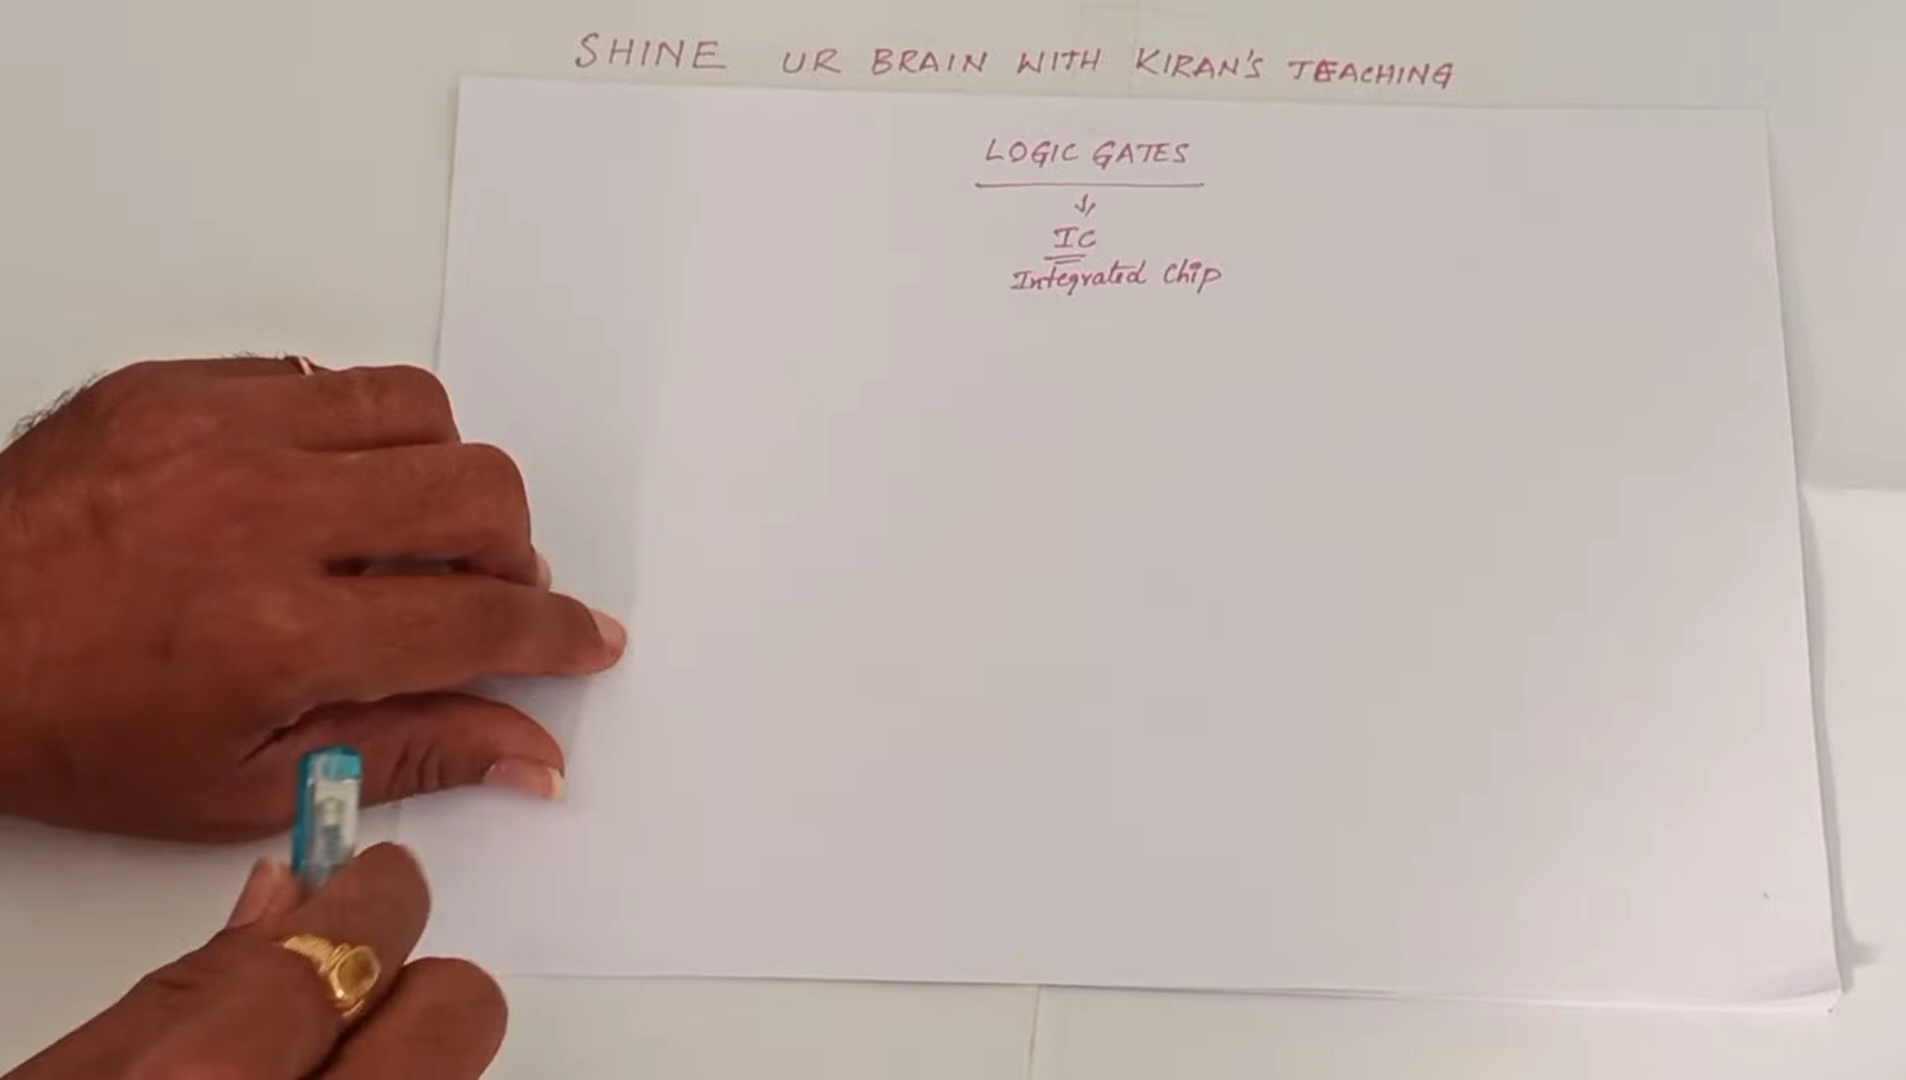 SHINE UR BRAIN WITH KIRAN'S TEACHING
LOGIC GATES
IC
Integrated Chip